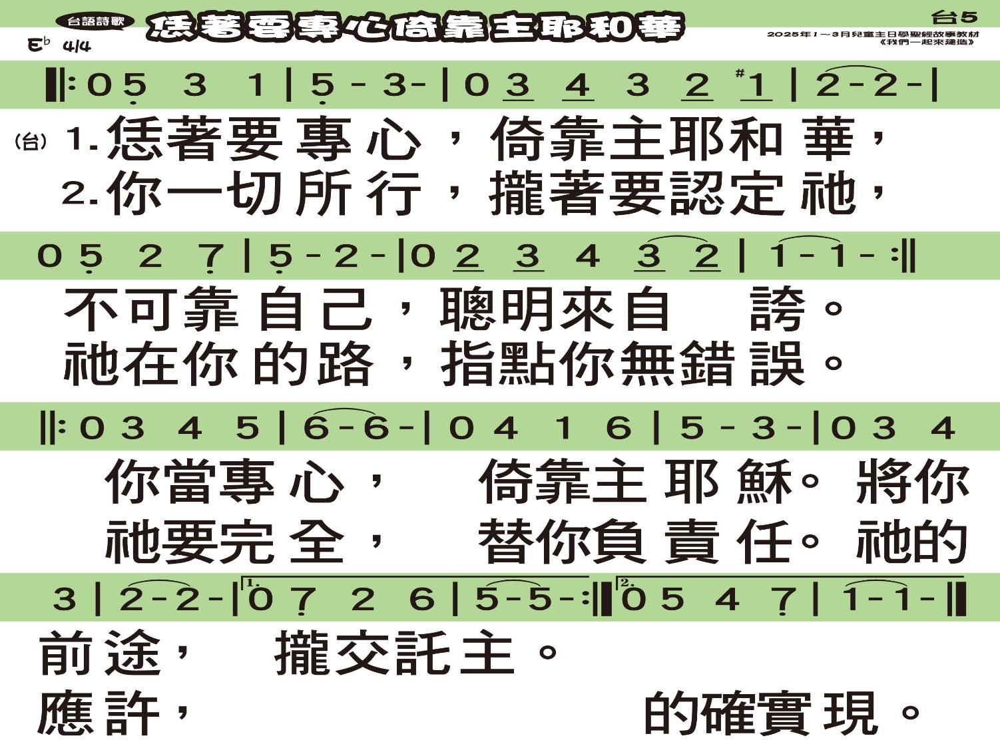 台語詩歌 恁著要專心倚靠主耶和華 台5
E♭ 4/4 2025年1～3月兒童主日學聖經故事教材
《我們一起來建造》
‖: 0 5̣ 3 1 | 5̣ - 3 - | 0 3 4 3 2 #1 | 2 - 2 - |
(台) 1. 恁著要專心，倚靠主耶和華，
2. 你一切所行，攏著要認定祂，
0 5̣ 2 7̣ | 5̣ - 2 - | 0 2 3 4 3 2 | 1 - 1 - :‖
不可靠自己，聰明來自誇。
祂在你的路，指點你無錯誤。
‖: 0 3 4 5 | 6 - 6 - | 0 4 1 6 | 5 - 3 - | 0 3 4
你當專心，倚靠主耶穌。將你
祂要完全，替你負責任。祂的
3 | 2 - 2 - | 1. 0 7̣ 2 6 | 5 - 5 - :‖ 2. 0 5 4 7̣ | 1 - 1 - ‖
前途，攏交託主。
應許，的確實現。